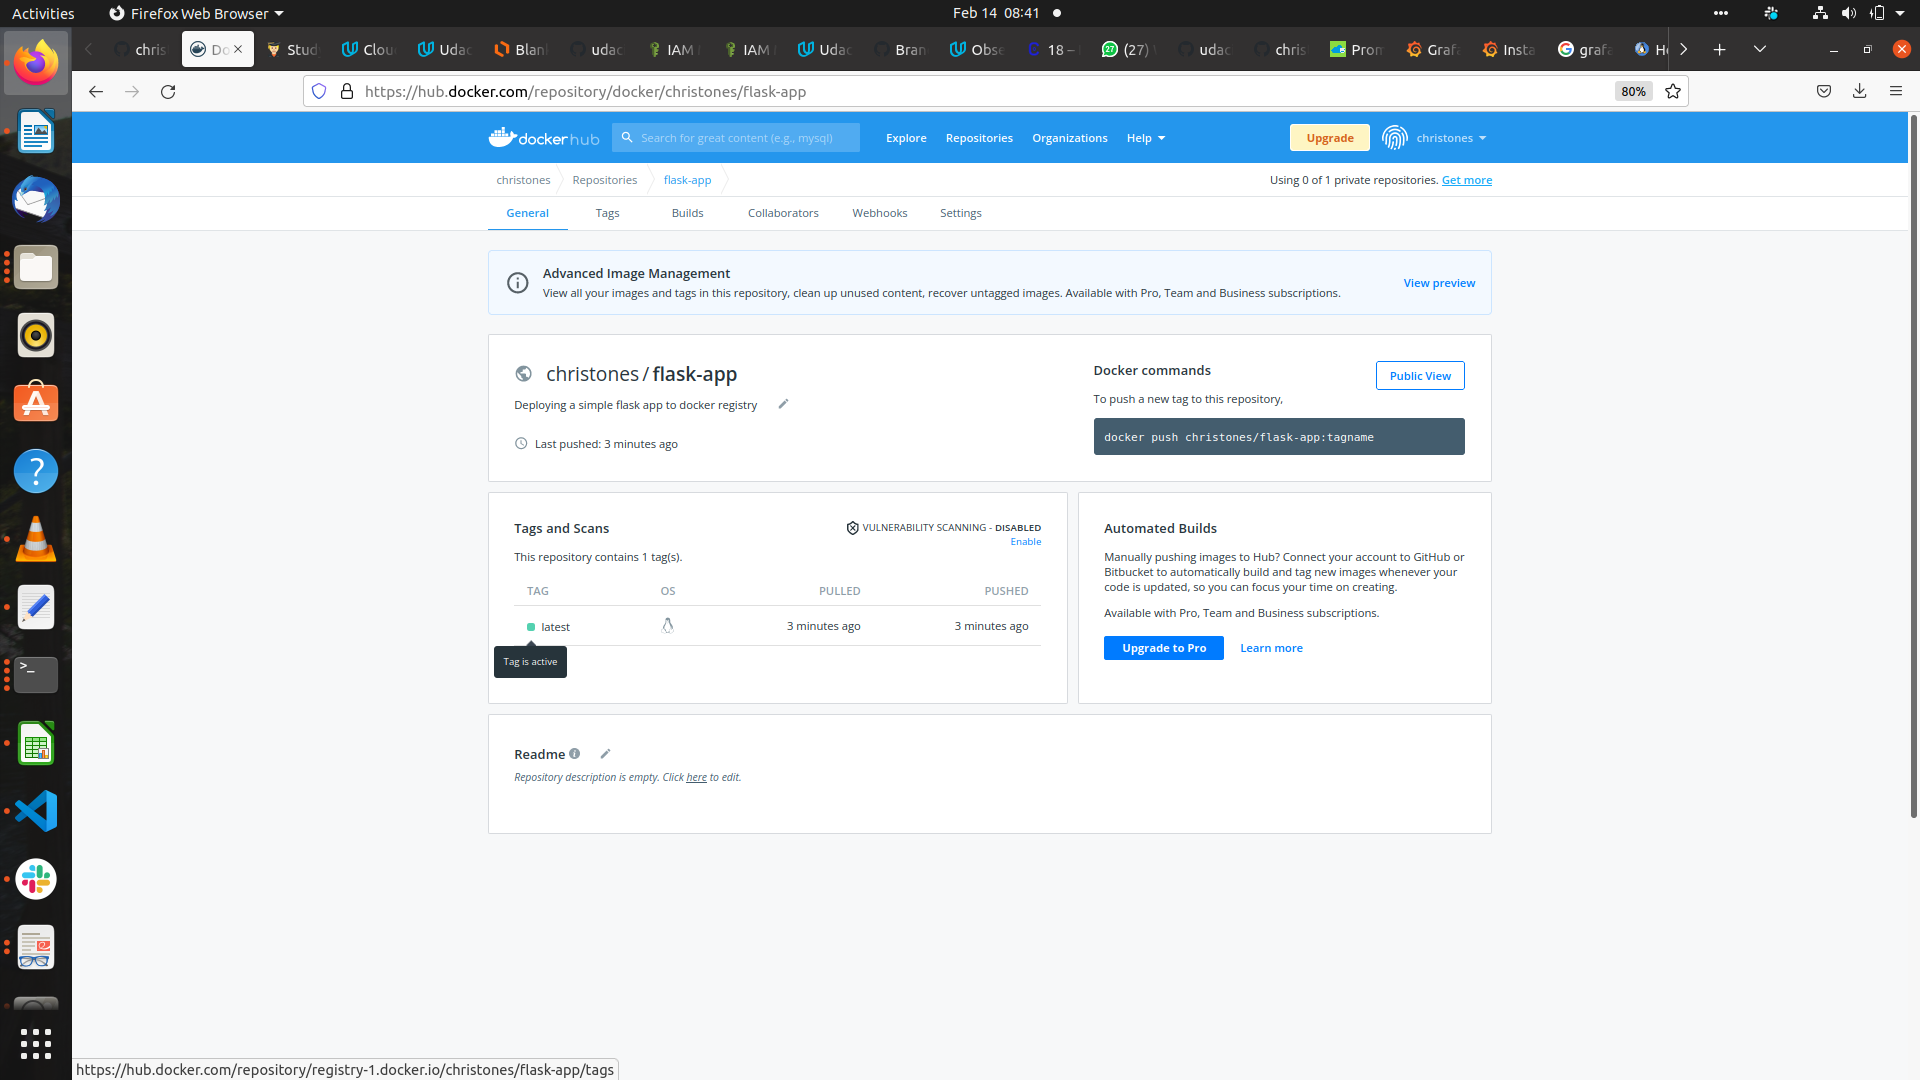 Activities
Firefox Web Browser
Feb 14 08:41
chris
Do
Stud
Clou
Udac
Blan
udac
IAM
IAM
Udac
Bran
Obse
18 –
(27)
udac
chris
Pron
Grafa
Insta
grafa
https://hub.docker.com/repository/docker/christones/flask-app
80%
docker hub
Search for great content (e.g., mysql)
Explore
Repositories
Organizations
Help
Upgrade
christones
christones
Repositories
flask-app
Using 0 of 1 private repositories. Get more
General
Tags
Builds
Collaborators
Webhooks
Settings
Advanced Image Management
View all your images and tags in this repository, clean up unused content, recover untagged images. Available with Pro, Team and Business subscriptions.
View preview
christones / flask-app
Deploying a simple flask app to docker registry
Last pushed: 3 minutes ago
Docker commands
Public View
To push a new tag to this repository,
docker push christones/flask-app:tagname
Tags and Scans
VULNERABILITY SCANNING - DISABLED
Enable
This repository contains 1 tag(s).
TAG
OS
PULLED
PUSHED
latest
3 minutes ago
3 minutes ago
Tag is active
Automated Builds
Manually pushing images to Hub? Connect your account to GitHub or
Bitbucket to automatically build and tag new images whenever your
code is updated, so you can focus your time on creating.
Available with Pro, Team and Business subscriptions.
Upgrade to Pro
Learn more
Readme
Repository description is empty. Click here to edit.
https://hub.docker.com/repository/registry-1.docker.io/christones/flask-app/tags